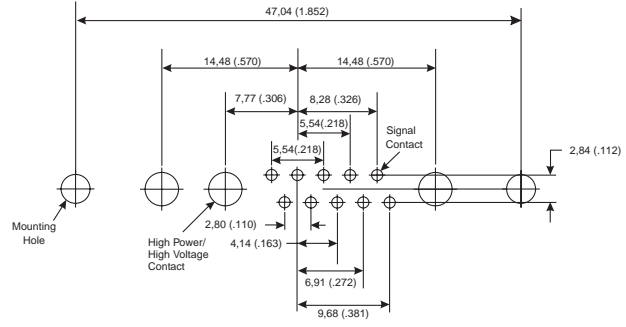 47,04 (1.852)
14,48 (.570)
14,48 (.570)
7,77 (.306)
8,28 (.326)
5,54(.218)
Signal
Contact
5,54(.218)
2,84 (.112)
Mounting
Hole
2,80 (.110)
High Power/
High Voltage
Contact
4,14 (.163)
6,91 (.272)
9,68 (.381)